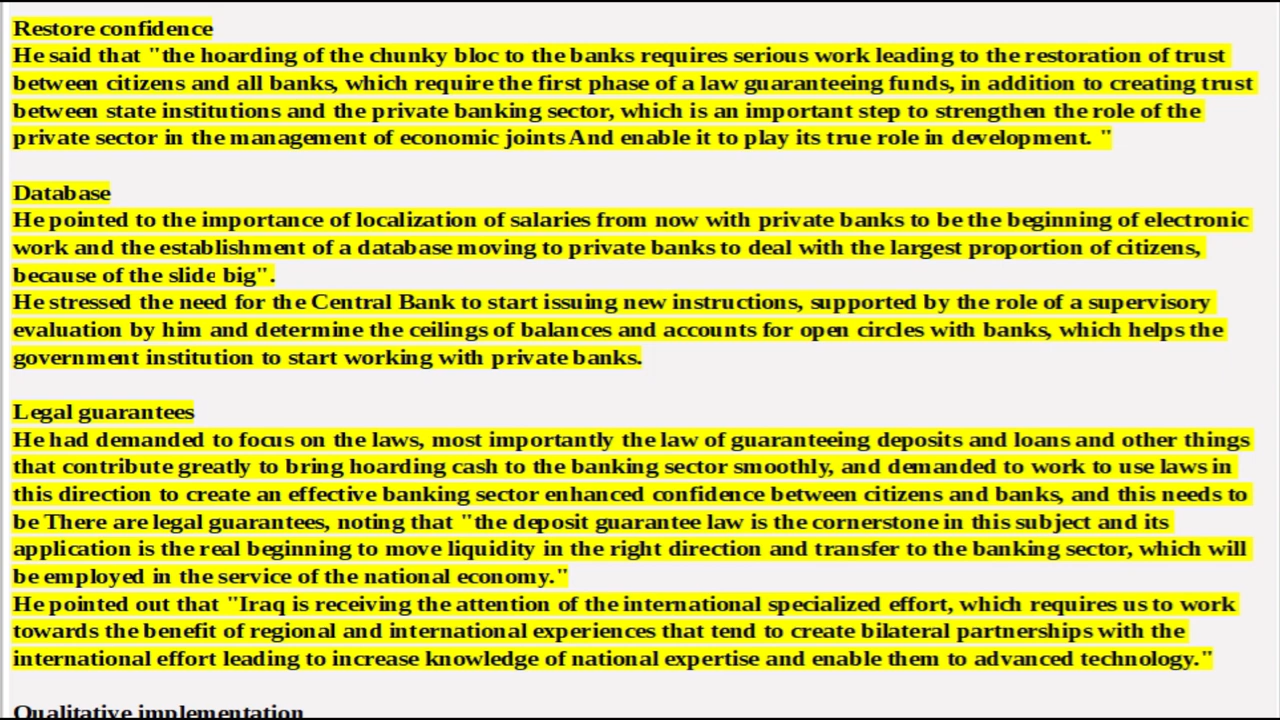 Restore confidence
He said that "the hoarding of the chunky bloc to the banks requires serious work leading to the restoration of trust
between citizens and all banks, which require the first phase of a law guaranteeing funds, in addition to creating trust
between state institutions and the private banking sector, which is an important step to strengthen the role of the
private sector in the management of economic joints And enable it to play its true role in development. "
Database
He pointed to the importance of localization of salaries from now with private banks to be the beginning of electronic
work and the establishment of a database moving to private banks to deal with the largest proportion of citizens,
because of the slide big".
He stressed the need for the Central Bank to start issuing new instructions, supported by the role of a supervisory
evaluation by him and determine the ceilings of balances and accounts for open circles with banks, which helps the
government institution to start working with private banks.
Legal guarantees
He had demanded to focus on the laws, most importantly the law of guaranteeing deposits and loans and other things
that contribute greatly to bring hoarding cash to the banking sector smoothly, and demanded to work to use laws in
this direction to create an effective banking sector enhanced confidence between citizens and banks, and this needs to
be There are legal guarantees, noting that "the deposit guarantee law is the cornerstone in this subject and its
application is the real beginning to move liquidity in the right direction and transfer to the banking sector, which will
be employed in the service of the national economy."
He pointed out that "Iraq is receiving the attention of the international specialized effort, which requires us to work
towards the benefit of regional and international experiences that tend to create bilateral partnerships with the
international effort leading to increase knowledge of national expertise and enable them to advanced technology."
Qualitative implementation